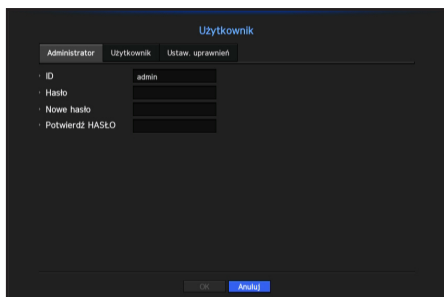 Użytkownik
Administrator Użytkownik Ustaw. uprawnień
ID admin
Hasło
Nowe hasło
Potwierdź HASŁO
OK Anuluj